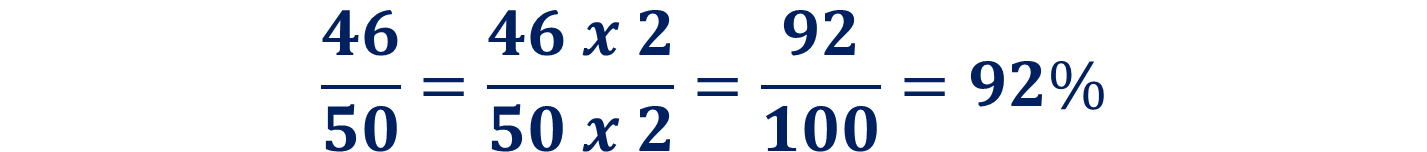 46/50 = 46 x 2/50 x 2 = 92/100 = 92%